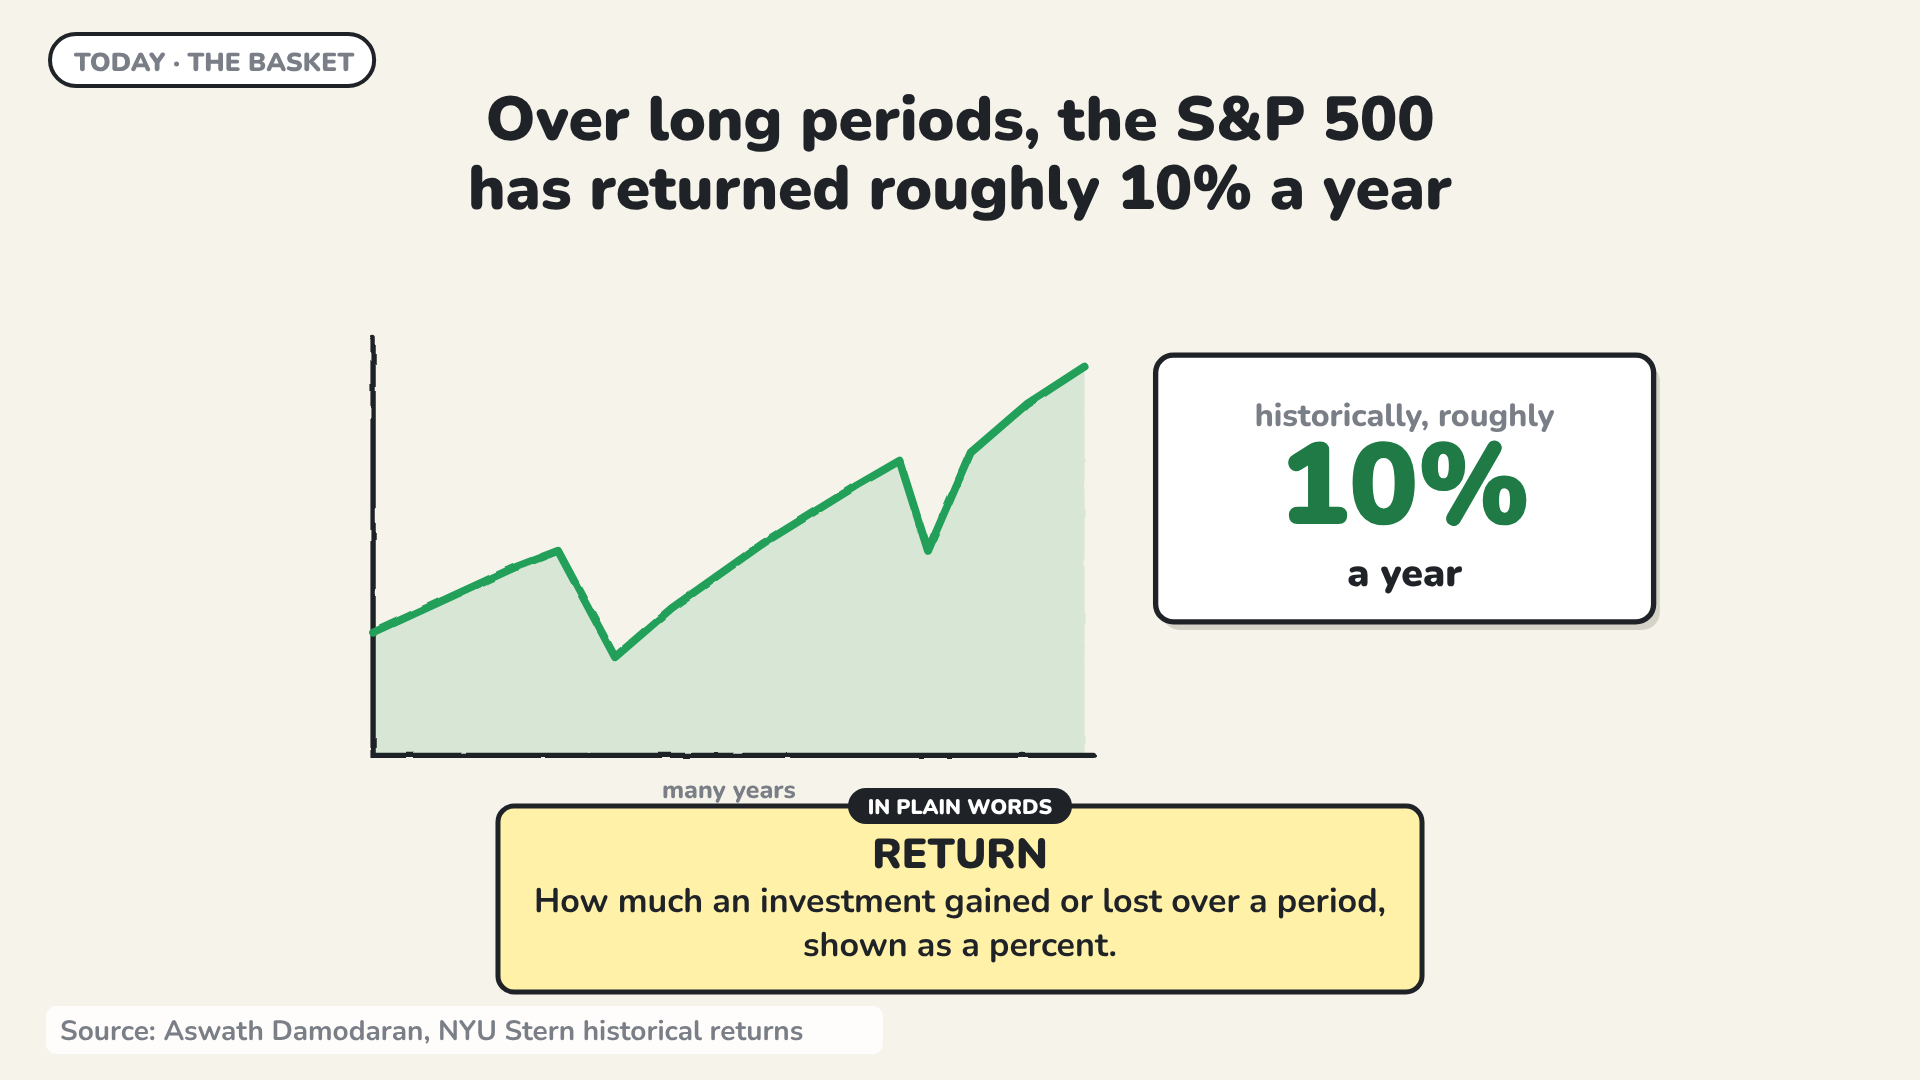 TODAY · THE BASKET
Over long periods, the S&P 500
has returned roughly 10% a year
historically, roughly
10%
a year
many years
IN PLAIN WORDS
RETURN
How much an investment gained or lost over a period,
shown as a percent.
Source: Aswath Damodaran, NYU Stern historical returns